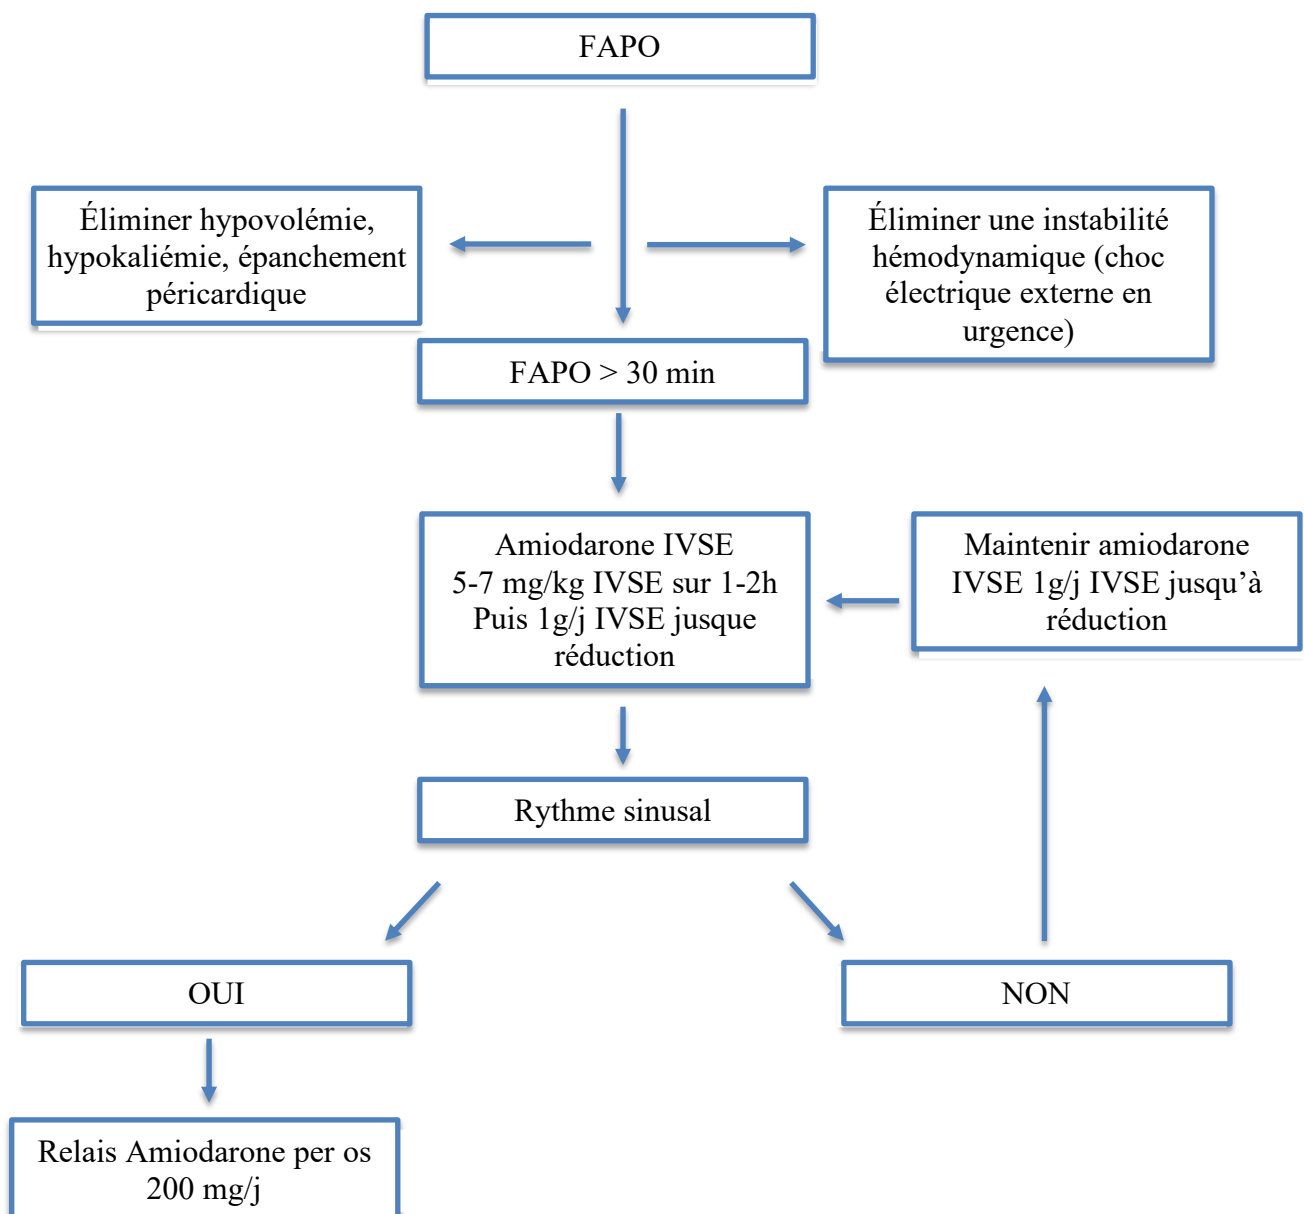 FAPO
Éliminer hypovolémie,
hypokaliémie, épanchement
péricardique
Éliminer une instabilité
hémodynamique (choc
électrique externe en
urgence)
FAPO > 30 min
Amiodarone IVSE
5-7 mg/kg IVSE sur 1-2h
Puis 1g/j IVSE jusque
réduction
Maintenir amiodarone
IVSE 1g/j IVSE jusqu’à
réduction
Rythme sinusal
OUI
NON
Relais Amiodarone per os
200 mg/j